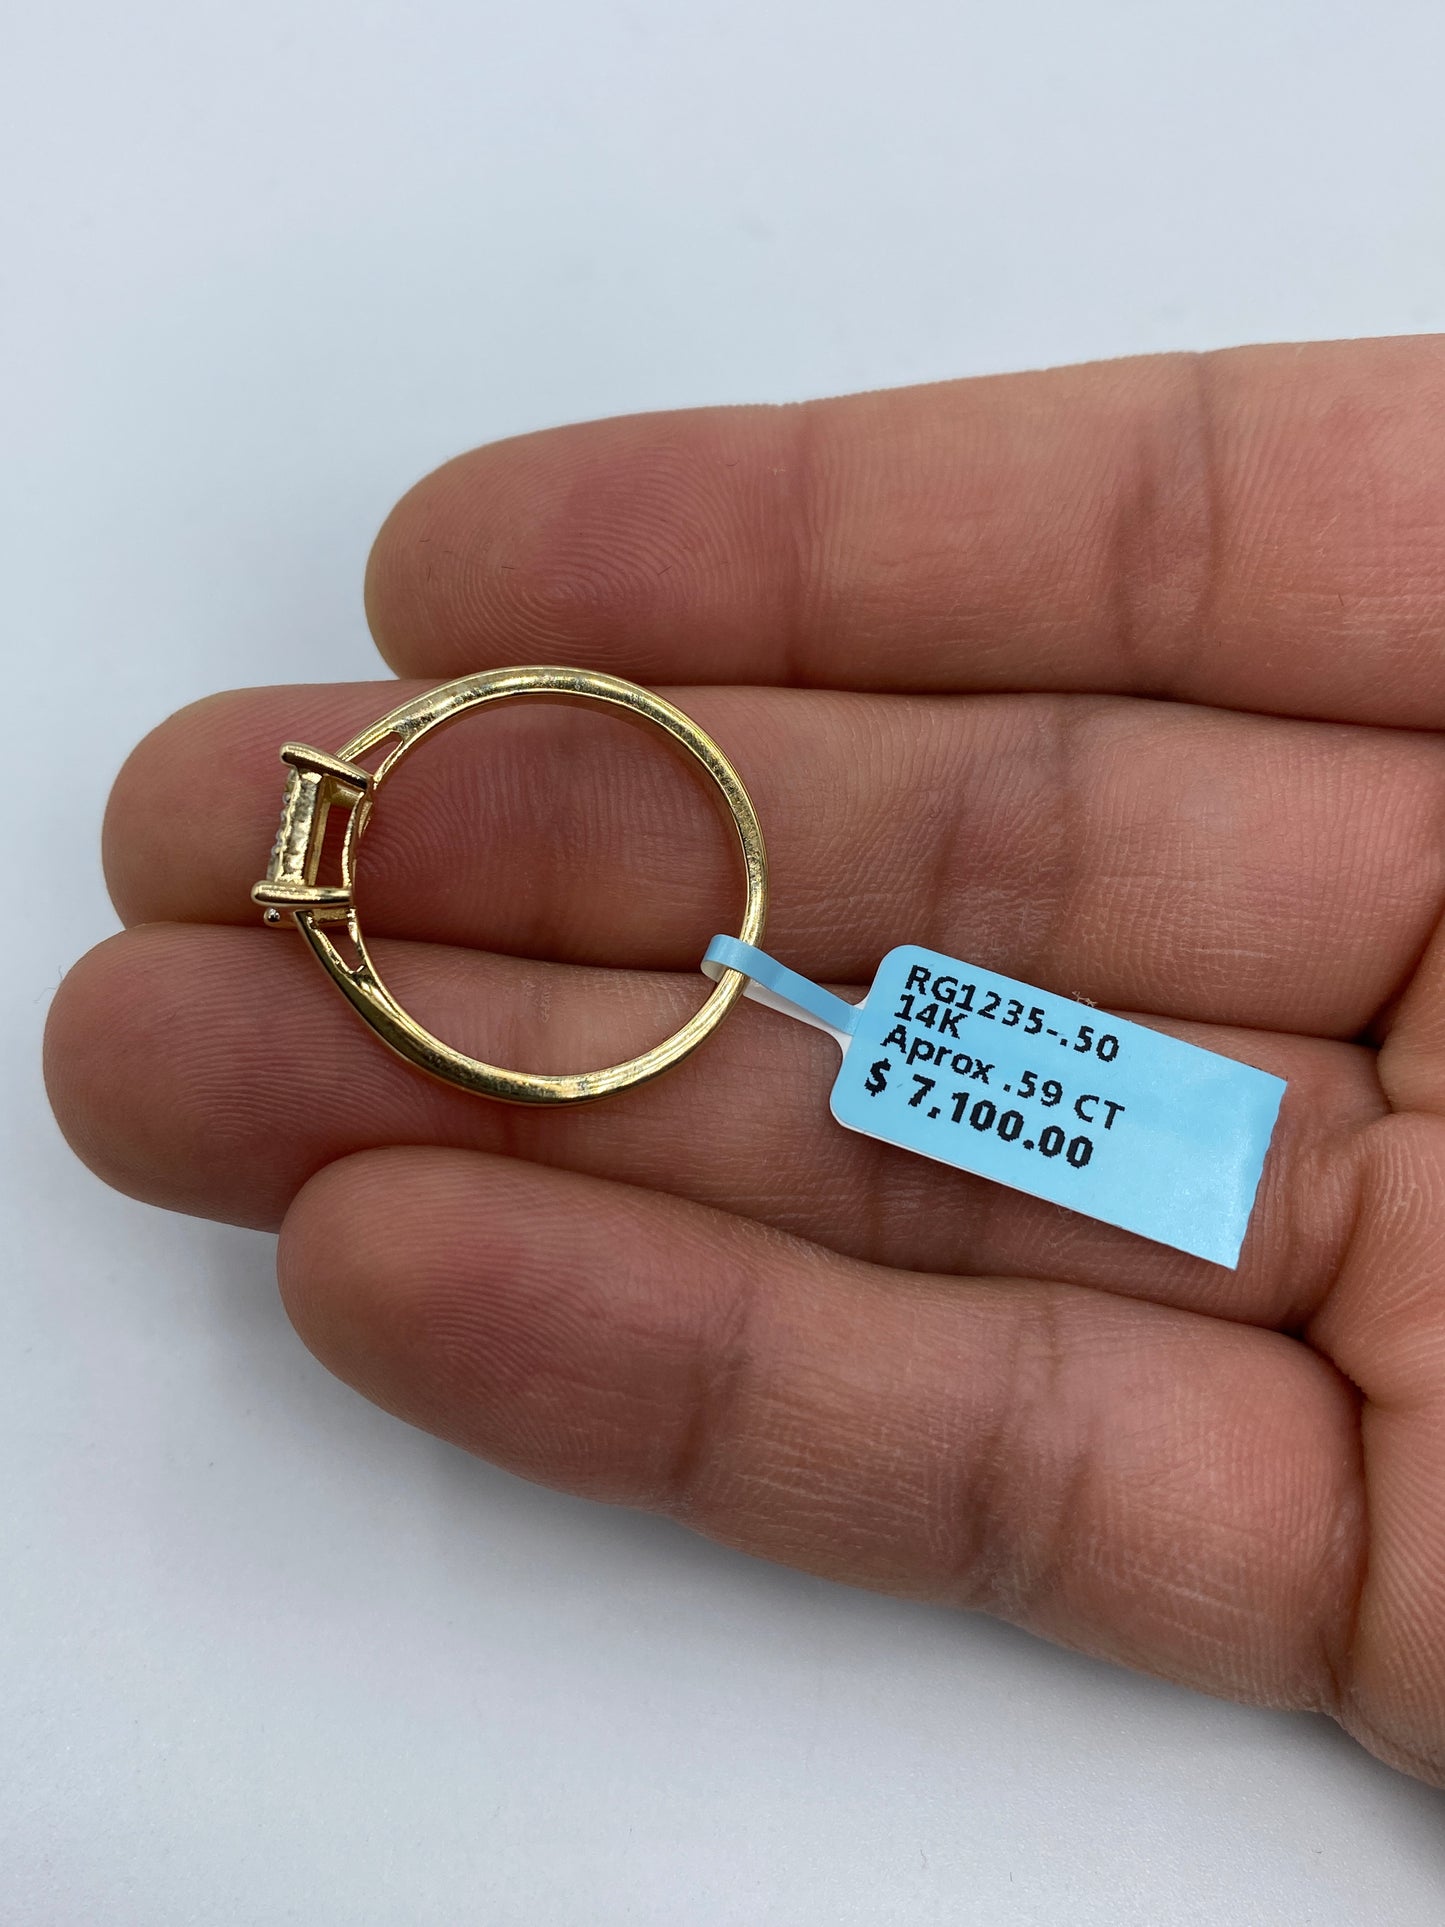 RG1235-.50
14K
Aprox .59 CT
$ 7,100.00